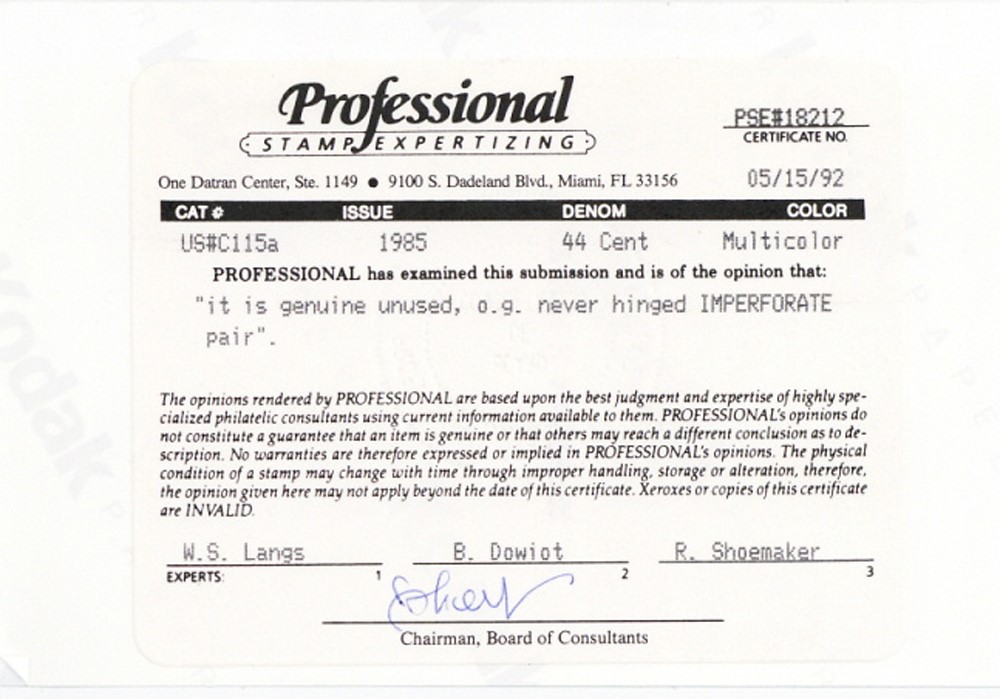 Professional
STAMP EXPERTIZING
PSE#18212
CERTIFICATE NO.
One Datran Center, Ste. 1149 ● 9100 S. Dadeland Blvd., Miami, FL 33156
05/15/92
CAT # ISSUE DENOM COLOR
US#C115a 1985 44 Cent Multicolor
PROFESSIONAL has examined this submission and is of the opinion that:
"it is genuine unused, o.g. never hinged IMPERFORATE
pair".
The opinions rendered by PROFESSIONAL are based upon the best judgment and expertise of highly spe-
cialized philatelic consultants using current information available to them. PROFESSIONAL's opinions do
not constitute a guarantee that an item is genuine or that others may reach a different conclusion as to de-
scription. No warranties are therefore expressed or implied in PROFESSIONAL's opinions. The physical
condition of a stamp may change with time through improper handling, storage or alteration, therefore,
the opinion given here may not apply beyond the date of this certificate. Xeroxes or copies of this certificate
are INVALID.
W.S. Langs B. Dowiot R. Shoemaker
EXPERTS: 1 2 3
Chairman, Board of Consultants
Kodak